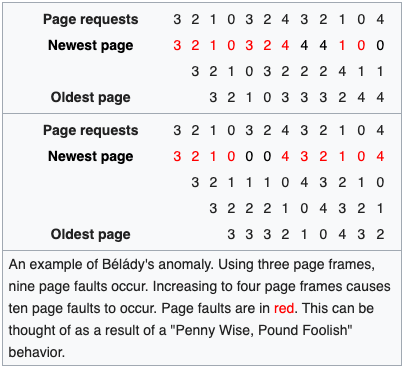 Page requests 3 2 1 0 3 2 4 3 2 1 0 4
Newest page 3 2 1 0 3 2 4 4 4 1 0 0
3 2 1 0 3 2 2 2 4 1 1
Oldest page 3 2 1 0 3 3 3 2 4 4
Page requests 3 2 1 0 3 2 4 3 2 1 0 4
Newest page 3 2 1 0 0 0 4 3 2 1 0 4
3 2 1 1 1 0 4 3 2 1 0
3 2 2 2 1 0 4 3 2 1
Oldest page 3 3 3 2 1 0 4 3 2
An example of Bélády's anomaly. Using three page frames,
nine page faults occur. Increasing to four page frames causes
ten page faults to occur. Page faults are in red. This can be
thought of as a result of a "Penny Wise, Pound Foolish"
behavior.